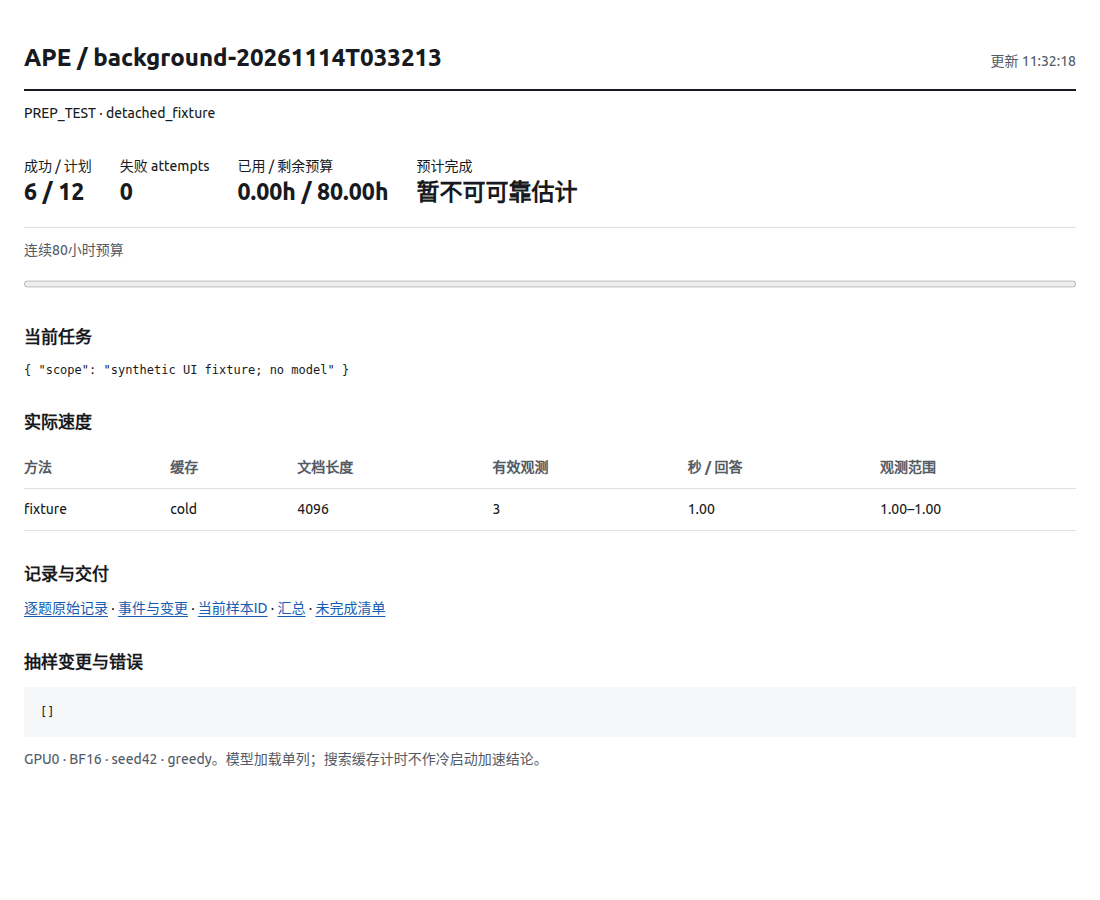 APE / background-20261114T033213
更新 11:32:18
PREP_TEST · detached_fixture
成功 / 计划 失败 attempts 已用 / 剩余预算 预计完成
6 / 12 0 0.00h / 80.00h 暂不可可靠估计
连续80小时预算
当前任务
{ "scope": "synthetic UI fixture; no model" }
实际速度
方法 缓存 文档长度 有效观测 秒 / 回答 观测范围
fixture cold 4096 3 1.00 1.00–1.00
记录与交付
逐题原始记录 · 事件与变更 · 当前样本ID · 汇总 · 未完成清单
抽样变更与错误
[]
GPU0 · BF16 · seed42 · greedy。模型加载单列；搜索缓存计时不作冷启动加速结论。